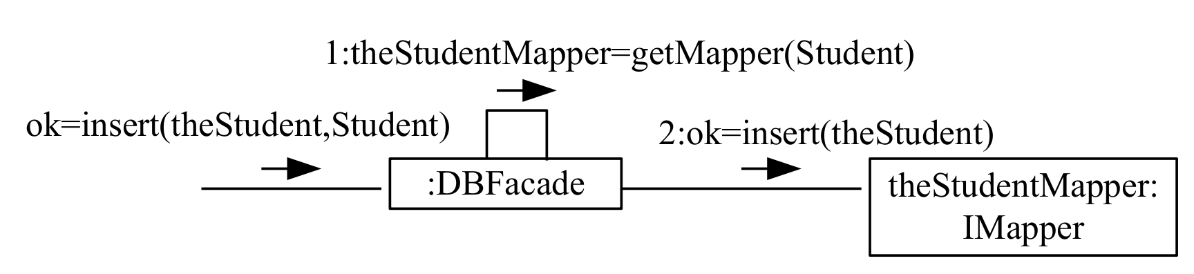 1:theStudentMapper=getMapper(Student)
ok=insert(theStudent,Student)
2:ok=insert(theStudent)
:DBFacade
theStudentMapper:
IMapper